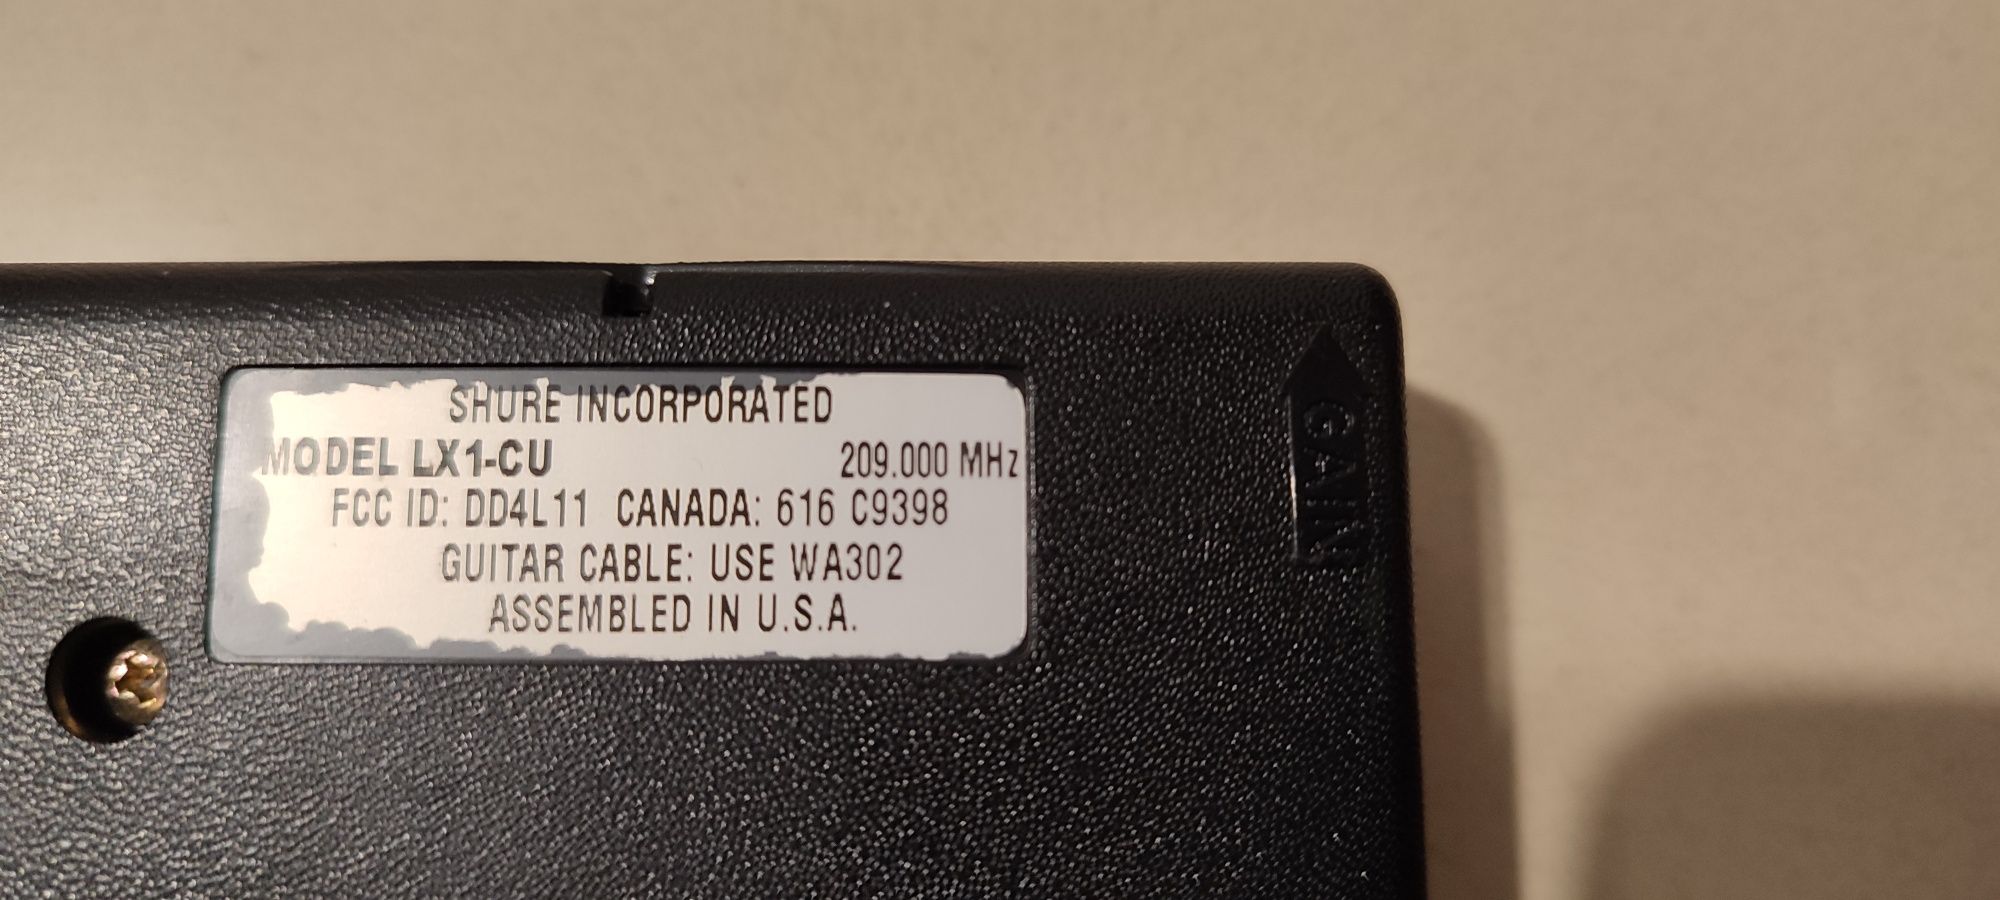 SHURE INCORPORATED
MODEL LX1-CU 209.000 MHz
FCC ID: DD4L11 CANADA: 616 C9398
GUITAR CABLE: USE WA302
ASSEMBLED IN U.S.A.
GAIN